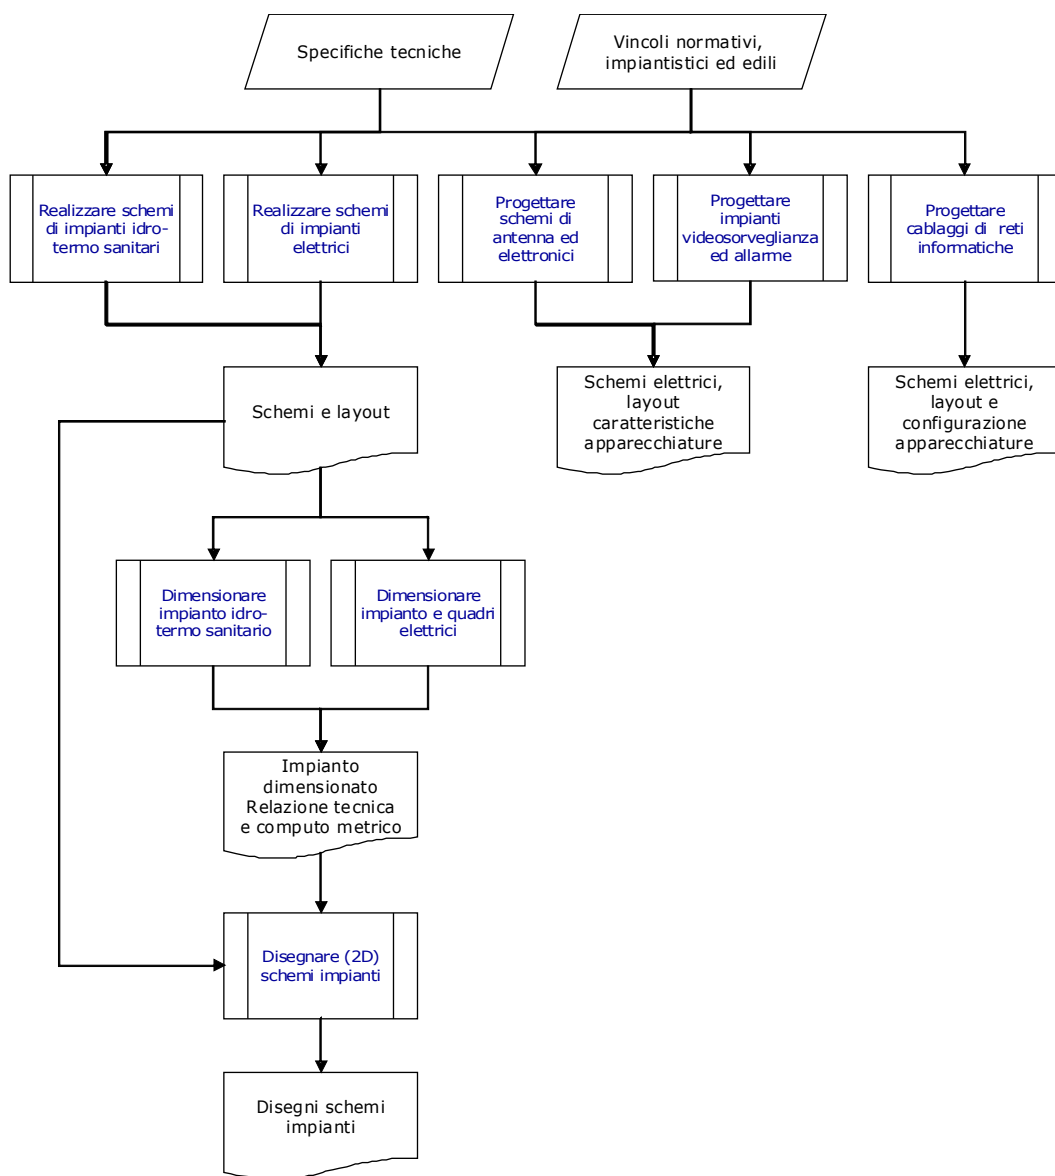 Specifiche tecniche
Vincoli normativi,
impiantistici ed edili
Realizzare schemi
di impianti idro-
termo sanitari
Realizzare schemi
di impianti
elettrici
Progettare
schemi di
antenna ed
elettronici
Progettare
impianti
videosorveglianza
ed allarme
Progettare
cablaggi di reti
informatiche
Schemi e layout
Schemi elettrici,
layout
caratteristiche
apparecchiature
Schemi elettrici,
layout e
configurazione
apparecchiature
Dimensionare
impianto idro-
termo sanitario
Dimensionare
impianto e quadri
elettrici
Impianto
dimensionato
Relazione tecnica
e computo metrico
Disegnare (2D)
schemi impianti
Disegni schemi
impianti